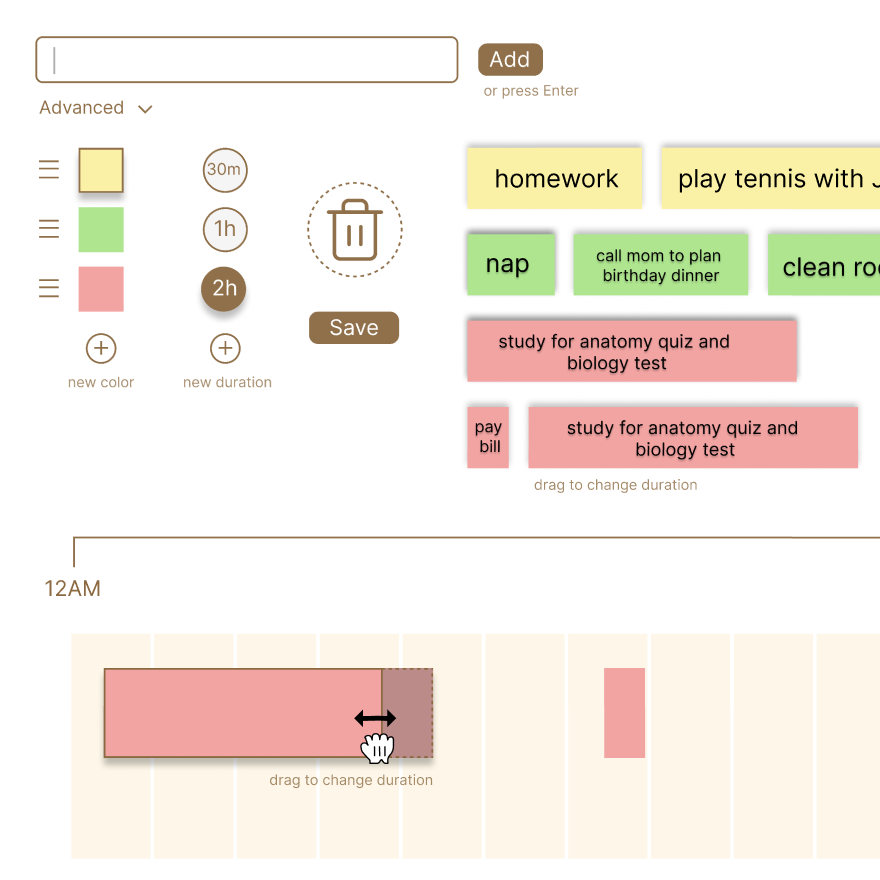 Add
or press Enter
Advanced
30m
1h
2h
Save
new color
new duration
homework
play tennis with
nap
call mom to plan
birthday dinner
clean
study for anatomy quiz and
biology test
pay
bill
study for anatomy quiz and
biology test
drag to change duration
12AM
drag to change duration